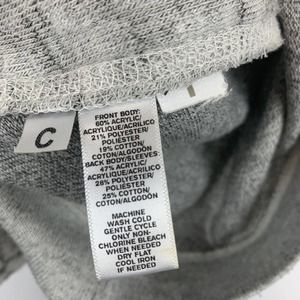 C
FRONT BODY:
60% ACRYLIC/
ACRYLIQUE/ACRILICO
21% POLYESTER/
POLIÉSTER
19% COTTON/
COTON/ALGODÓN
BACK BODY/SLEEVES:
47% ACRYLIC/
ACRYLIQUE/ACRILICO
28% POLYESTER/
POLIÉSTER
25% COTTON/
COTON/ALGODÓN
MACHINE
WASH COLD
GENTLE CYCLE
ONLY NON-
CHLORINE BLEACH
WHEN NEEDED
DRY FLAT
COOL IRON
IF NEEDED